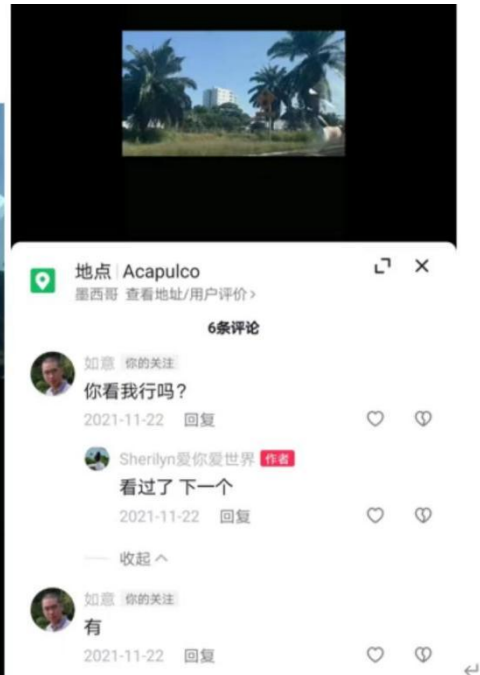 地点 Acapulco
墨西哥 查看地址/用户评价>
6条评论
如意 你的关注
你看我行吗?
2021-11-22 回复
Sherilyn爱你爱世界 作者
看过了 下一个
2021-11-22 回复
收起
如意 你的关注
有
2021-11-22 回复